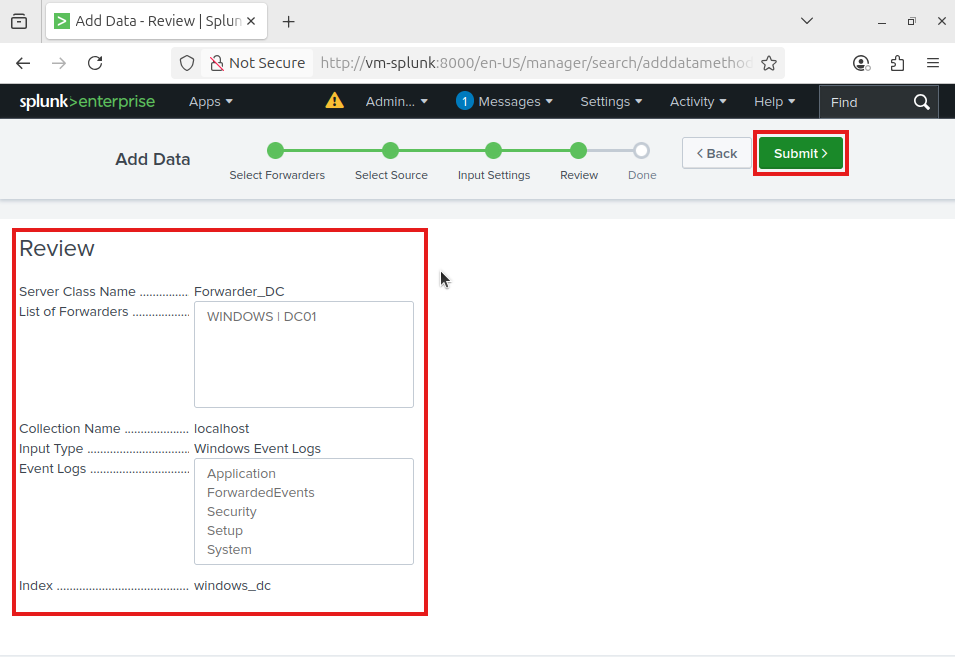 Add Data - Review | Splun
Not Secure http://vm-splunk:8000/en-US/manager/search/adddatametho
splunk>enterprise Apps Admin... 1 Messages Settings Activity Help Find
Add Data
Select Forwarders Select Source Input Settings Review Done
< Back Submit >
Review
Server Class Name ............... Forwarder_DC
List of Forwarders .................
WINDOWS | DC01
Collection Name .................... localhost
Input Type ............................... Windows Event Logs
Event Logs ..............................
Application
ForwardedEvents
Security
Setup
System
Index ........................................ windows_dc